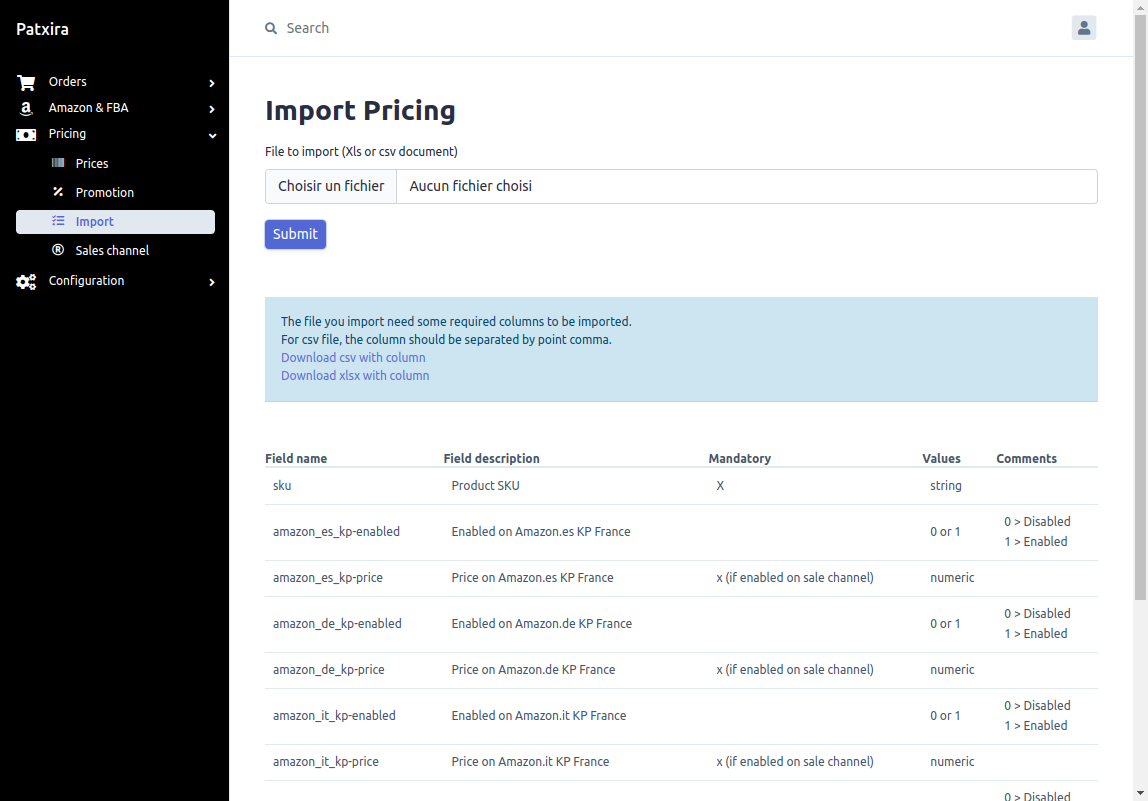 Patxira
Search
Orders
Amazon & FBA
Pricing
Prices
Promotion
Import
Sales channel
Configuration
Import Pricing
File to import (Xls or csv document)
Choisir un fichier Aucun fichier choisi
Submit
The file you import need some required columns to be imported.
For csv file, the column should be separated by point comma.
Download csv with column
Download xlsx with column
Field name Field description Mandatory Values Comments
sku Product SKU X string
amazon_es_kp-enabled Enabled on Amazon.es KP France 0 or 1 0 > Disabled
1 > Enabled
amazon_es_kp-price Price on Amazon.es KP France x (if enabled on sale channel) numeric
amazon_de_kp-enabled Enabled on Amazon.de KP France 0 or 1 0 > Disabled
1 > Enabled
amazon_de_kp-price Price on Amazon.de KP France x (if enabled on sale channel) numeric
amazon_it_kp-enabled Enabled on Amazon.it KP France 0 or 1 0 > Disabled
1 > Enabled
amazon_it_kp-price Price on Amazon.it KP France x (if enabled on sale channel) numeric
0 > Disabled